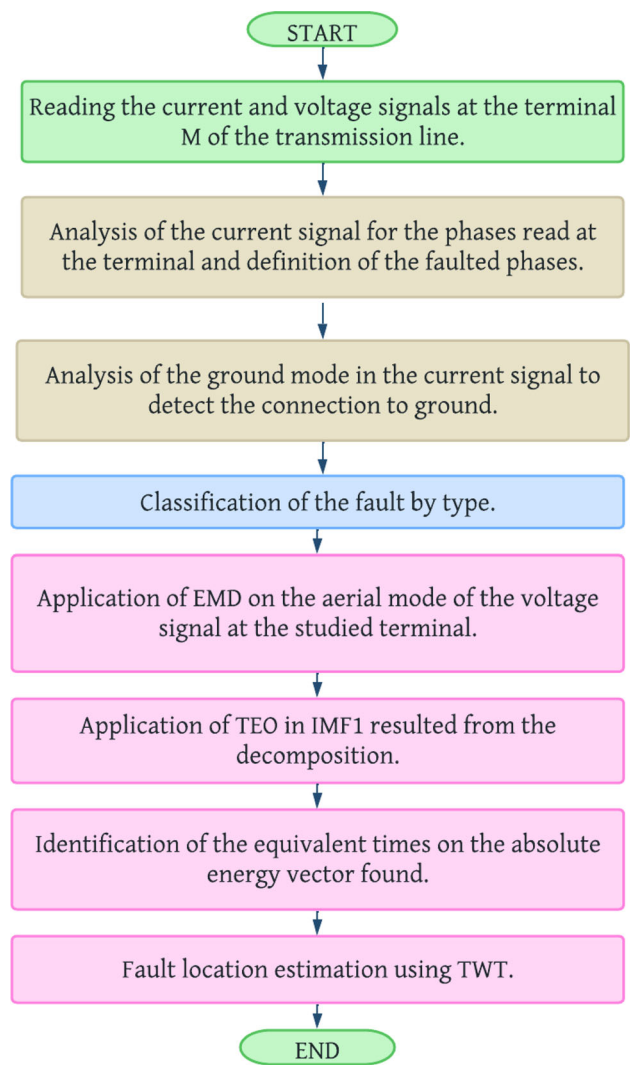 START
Reading the current and voltage signals at the terminal
M of the transmission line.
Analysis of the current signal for the phases read at
the terminal and definition of the faulted phases.
Analysis of the ground mode in the current signal to
detect the connection to ground.
Classification of the fault by type.
Application of EMD on the aerial mode of the voltage
signal at the studied terminal.
Application of TEO in IMF1 resulted from the
decomposition.
Identification of the equivalent times on the absolute
energy vector found.
Fault location estimation using TWT.
END